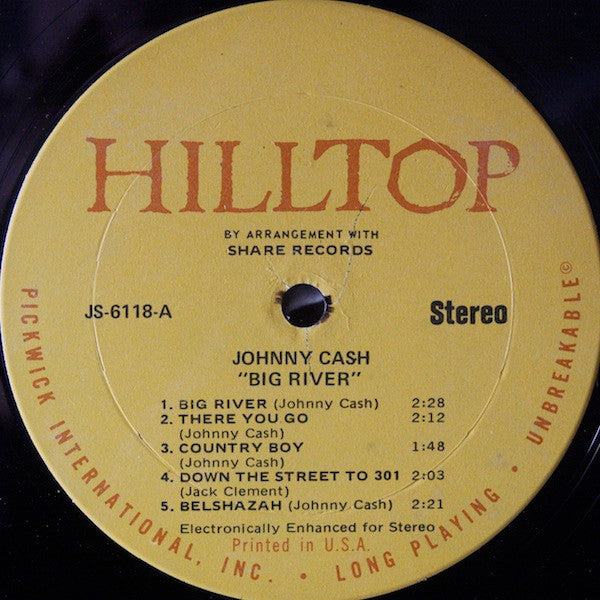 HILLTOP
BY ARRANGEMENT WITH
SHARE RECORDS
JS-6118-A
Stereo
JOHNNY CASH
"BIG RIVER"
1. BIG RIVER (Johnny Cash) 2:28
2. THERE YOU GO 2:12
(Johnny Cash)
3. COUNTRY BOY 1:48
(Johnny Cash)
4. DOWN THE STREET TO 301 2:03
(Jack Clement)
5. BELSHAZAH (Johnny Cash) 2:21
Electronically Enhanced for Stereo
Printed in U.S.A.
PICKWICK INTERNATIONAL, INC. • LONG PLAYING • UNBREAKABLE ©